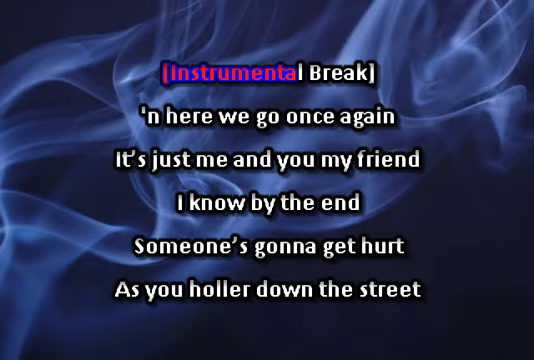 [Instrumental Break]
'n here we go once again
It's just me and you my friend
I know by the end
Someone's gonna get hurt
As you holler down the street